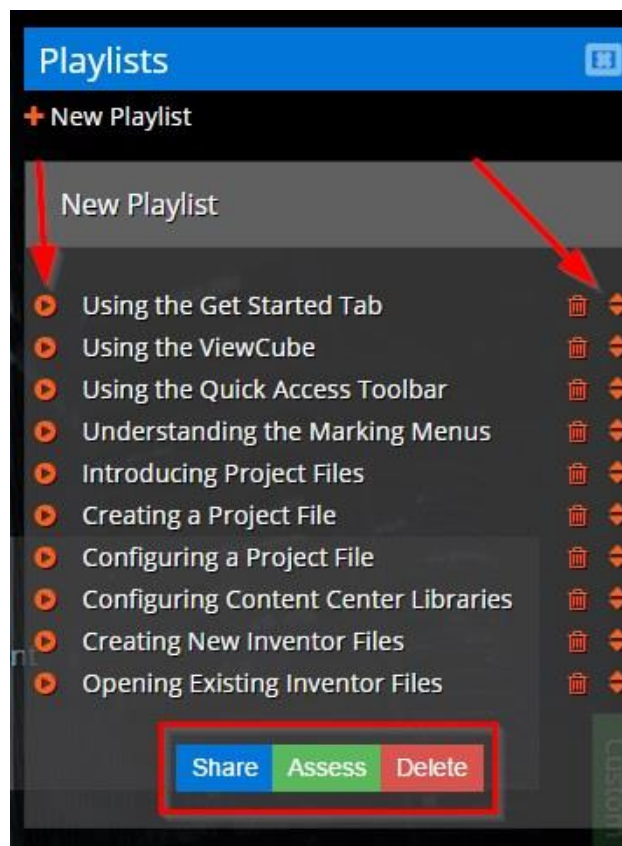 Playlists
New Playlist
New Playlist
Using the Get Started Tab
Using the ViewCube
Using the Quick Access Toolbar
Understanding the Marking Menus
Introducing Project Files
Creating a Project File
Configuring a Project File
Configuring Content Center Libraries
Creating New Inventor Files
nt
Opening Existing Inventor Files
Share Assess Delete
Custom